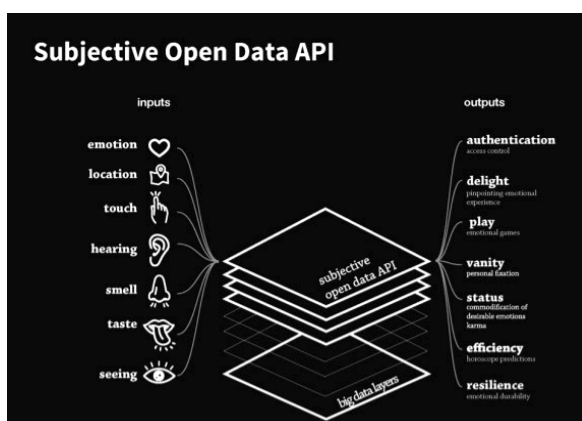 Subjective Open Data API
inputs
emotion
location
touch
hearing
smell
taste
seeing
subjective
open data API
big data layers
outputs
authentication
access control
delight
pinpointing emotional
experience
play
emotional games
vanity
personal fixation
status
commodification of
desirable emotions
karma
efficiency
horoscope predictions
resilience
emotional durability